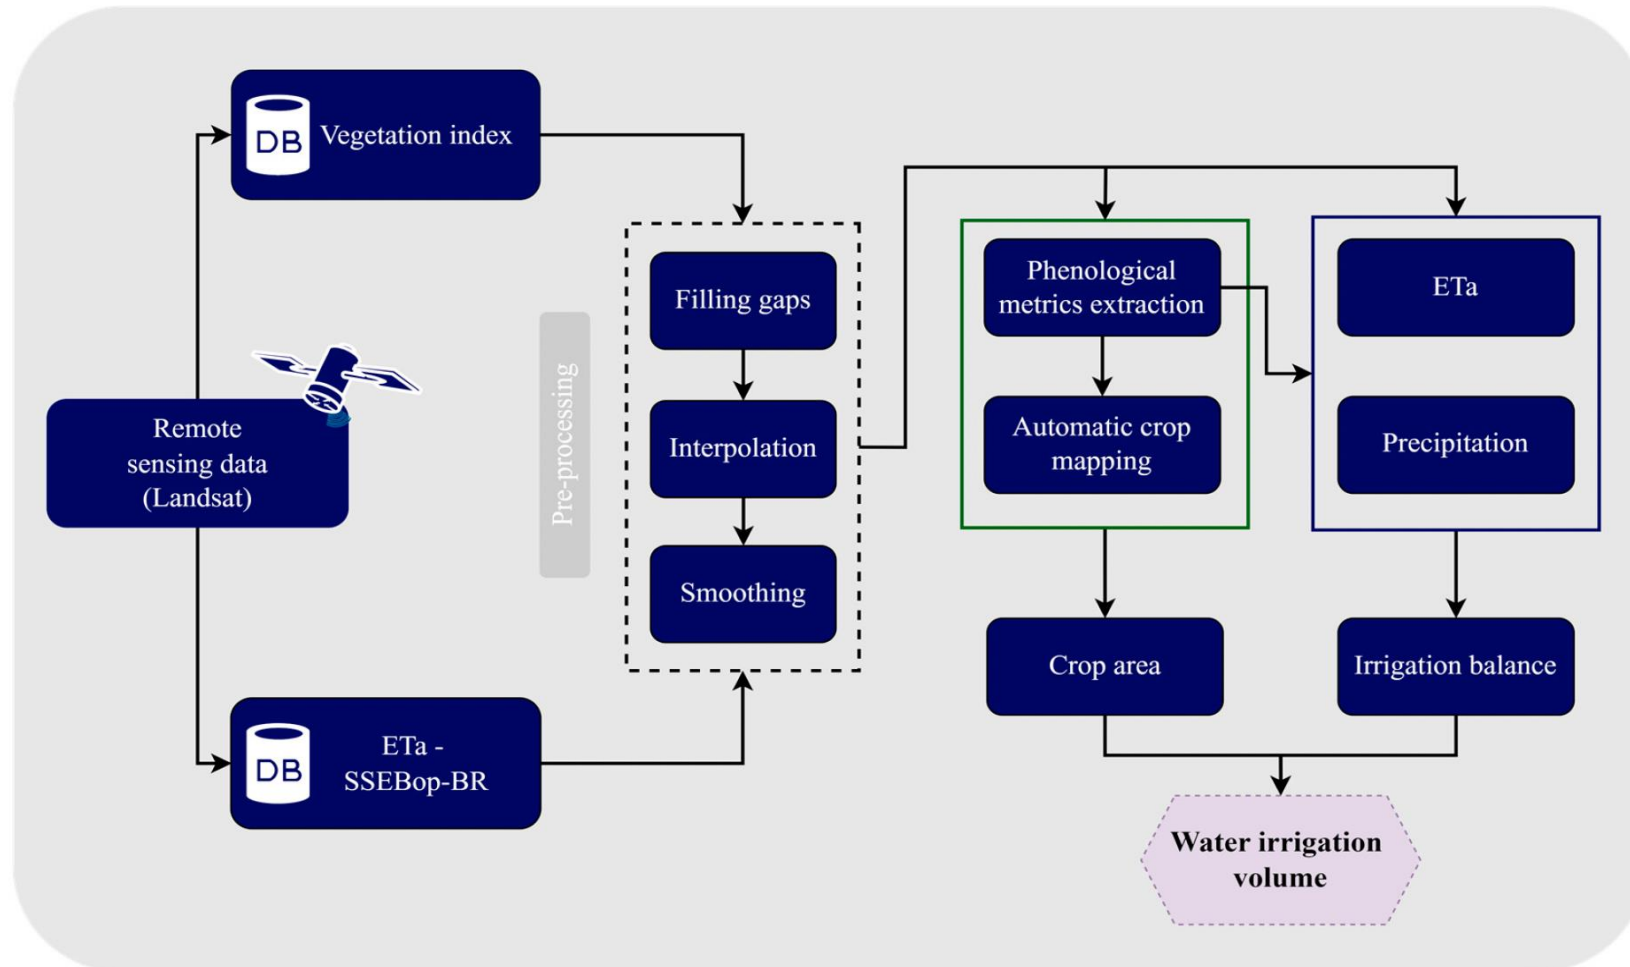 DB
Vegetation index
Remote
sensing data
(Landsat)
DB
ETa -
SSEBop-BR
Pre-processing
Filling gaps
Interpolation
Smoothing
Phenological
metrics extraction
Automatic crop
mapping
ETa
Precipitation
Crop area
Irrigation balance
Water irrigation
volume